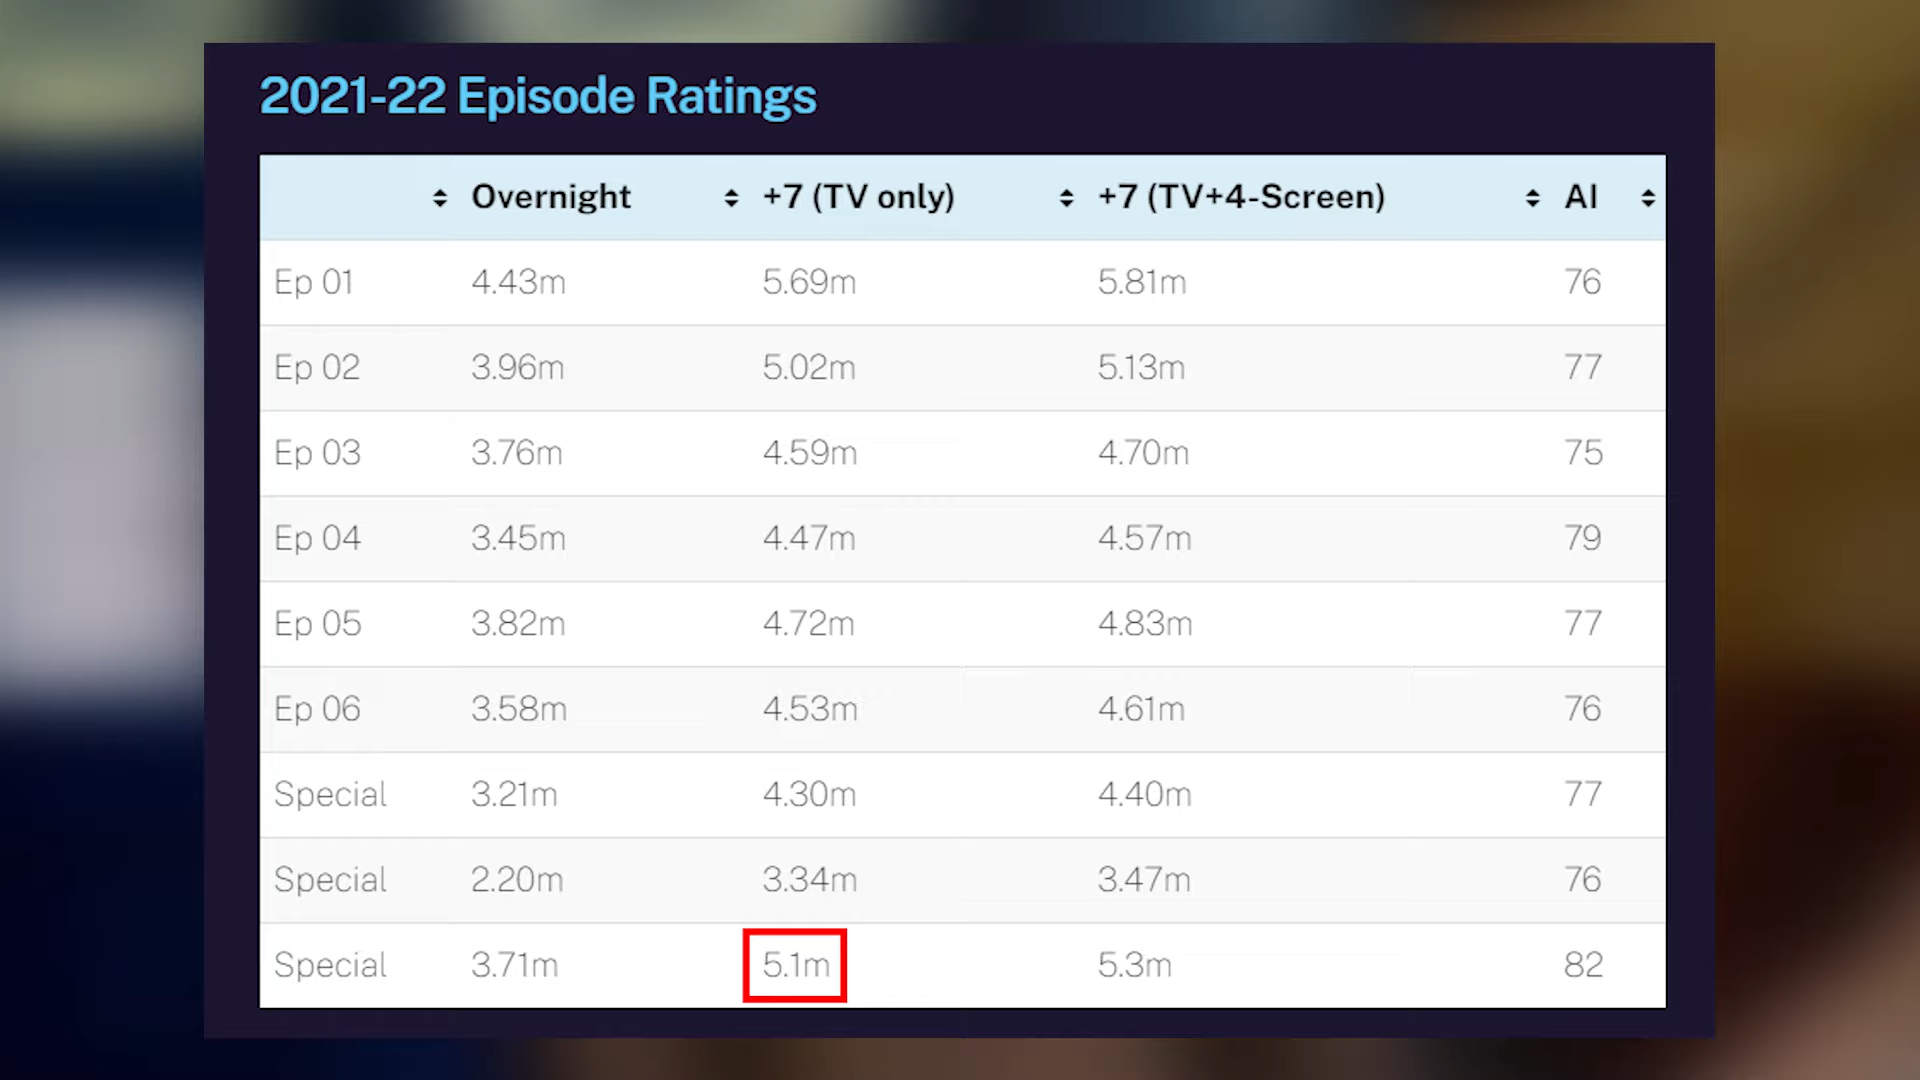 2021-22 Episode Ratings
Overnight +7 (TV only) +7 (TV+4-Screen) AI
Ep 01 4.43m 5.69m 5.81m 76
Ep 02 3.96m 5.02m 5.13m 77
Ep 03 3.76m 4.59m 4.70m 75
Ep 04 3.45m 4.47m 4.57m 79
Ep 05 3.82m 4.72m 4.83m 77
Ep 06 3.58m 4.53m 4.61m 76
Special 3.21m 4.30m 4.40m 77
Special 2.20m 3.34m 3.47m 76
Special 3.71m 5.1m 5.3m 82